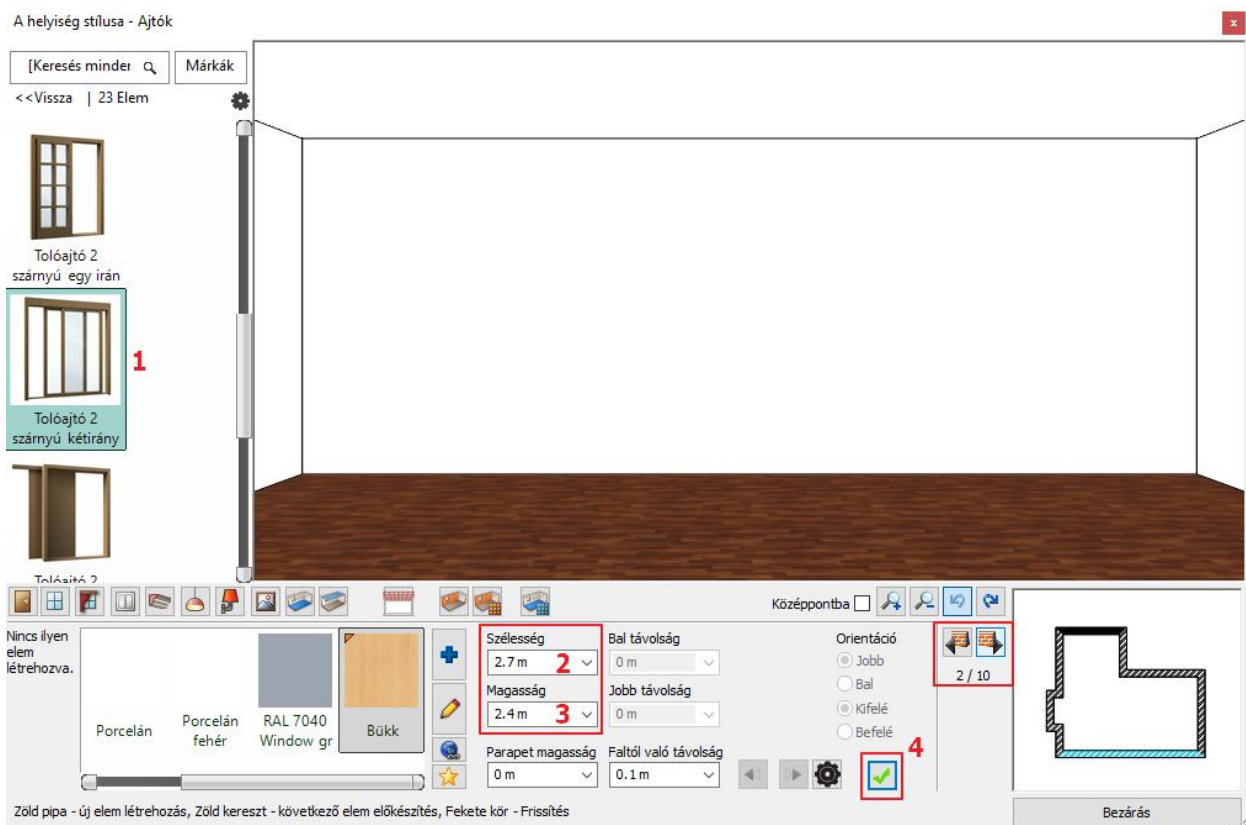 A helyiség stílusa - Ajtók
x
[Keresés minder
Márkák
<<Vissza | 23 Elem
Tolóajtó 2
szárnyú egy irán
1
Tolóajtó 2
szárnyú kétirány
Tolóajtó 2
Középpontba
Nincs ilyen
elem
létrehozva.
Porcelán
Porcelán
fehér
RAL 7040
Window gr
Bükk
Szélesség
2.7 m
2
Magasság
2.4 m
3
Parapet magasság
0 m
Bal távolság
0 m
Jobb távolság
0 m
Faltól való távolság
0.1 m
Orientáció
Jobb
Bal
Kifelé
Befelé
4
2 / 10
Zöld pipa - új elem létrehozás, Zöld kereszt - következő elem előkészítés, Fekete kör - Frissítés
Bezárás